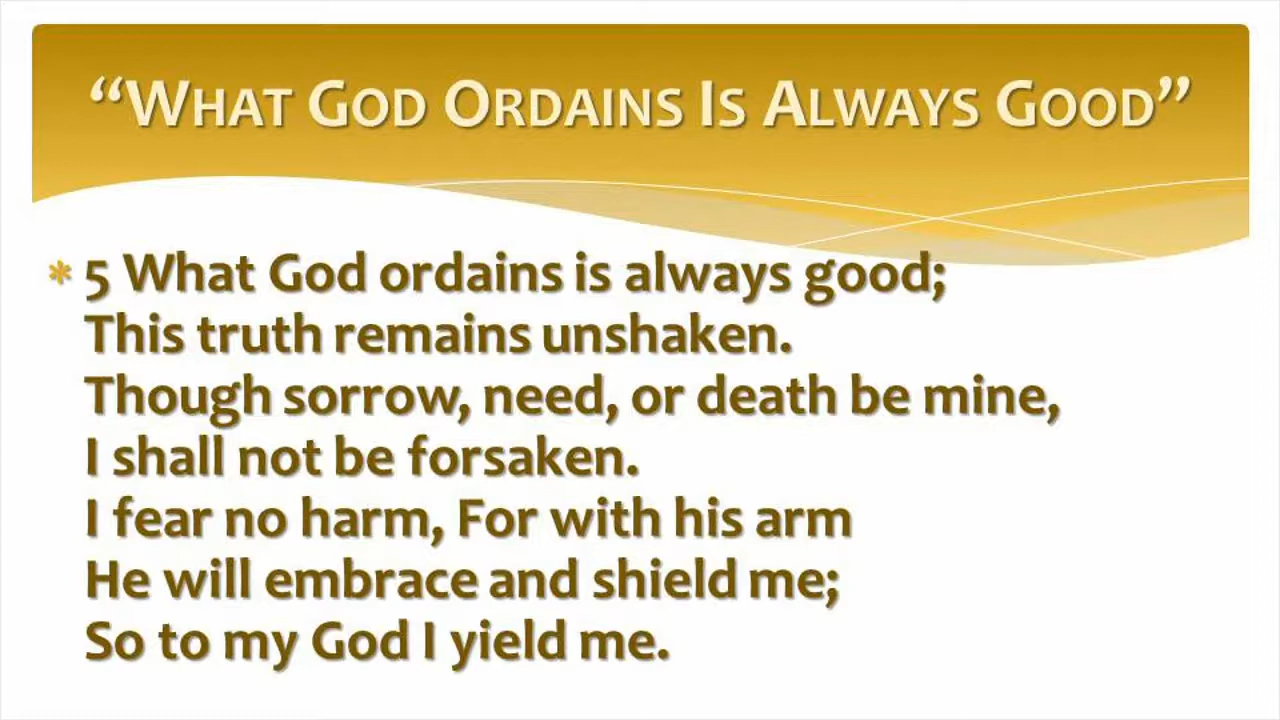 “WHAT GOD ORDAINS IS ALWAYS GOOD”
* 5 What God ordains is always good;
This truth remains unshaken.
Though sorrow, need, or death be mine,
I shall not be forsaken.
I fear no harm, For with his arm
He will embrace and shield me;
So to my God I yield me.